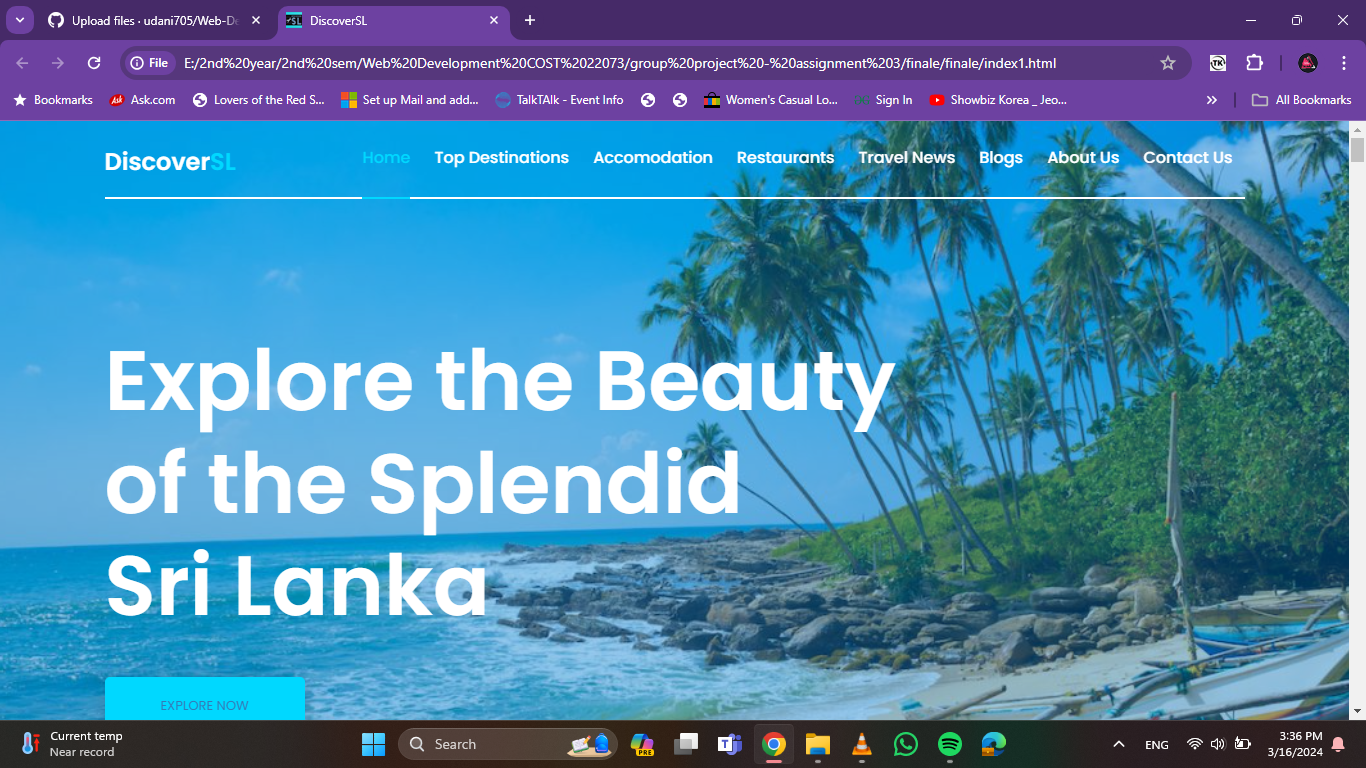 Upload files · udani705/Web-De
DiscoverSL
File E:/2nd%20year/2nd%20sem/Web%20Development%20COST%2022073/group%20project%20-%20assignment%203/finale/finale/index1.html
Bookmarks Ask.com Lovers of the Red S... Set up Mail and add... TalkTAlk - Event Info Women's Casual Lo... Sign In Showbiz Korea _ Jeo... » All Bookmarks
DiscoverSL Home Top Destinations Accomodation Restaurants Travel News Blogs About Us Contact Us
Explore the Beauty
of the Splendid
Sri Lanka
EXPLORE NOW
Current temp
Near record
Search
PRE
ENG
3:36 PM
3/16/2024